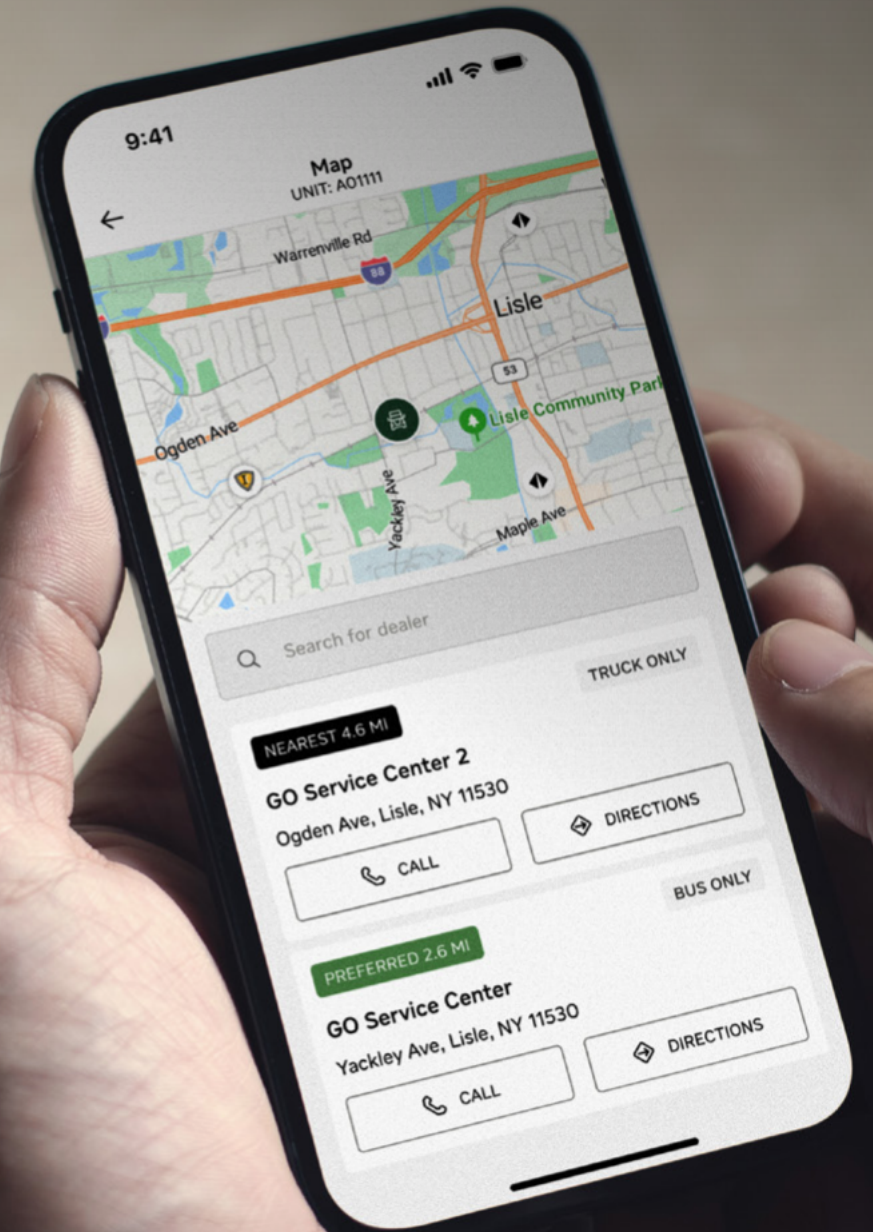 9:41
Map
UNIT: A01111
Warrenville Rd
88
Lisle
53
Lisle Community Park
Ogden Ave
Yackley Ave
Maple Ave
Search for dealer
TRUCK ONLY
NEAREST 4.6 MI
GO Service Center 2
Ogden Ave, Lisle, NY 11530
CALL
DIRECTIONS
BUS ONLY
PREFERRED 2.6 MI
GO Service Center
Yackley Ave, Lisle, NY 11530
CALL
DIRECTIONS